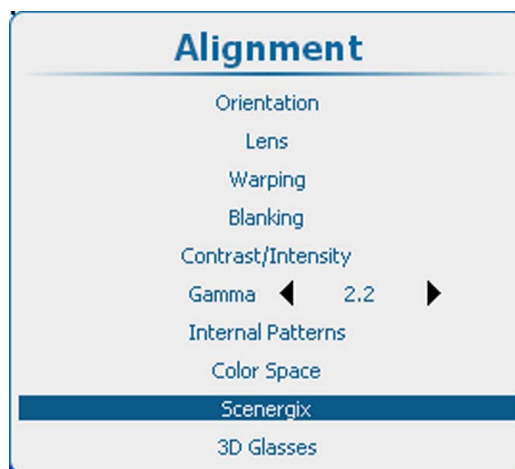 Alignment
Orientation
Lens
Warping
Blanking
Contrast/Intensity
Gamma 2.2
Internal Patterns
Color Space
Scenergix
3D Glasses